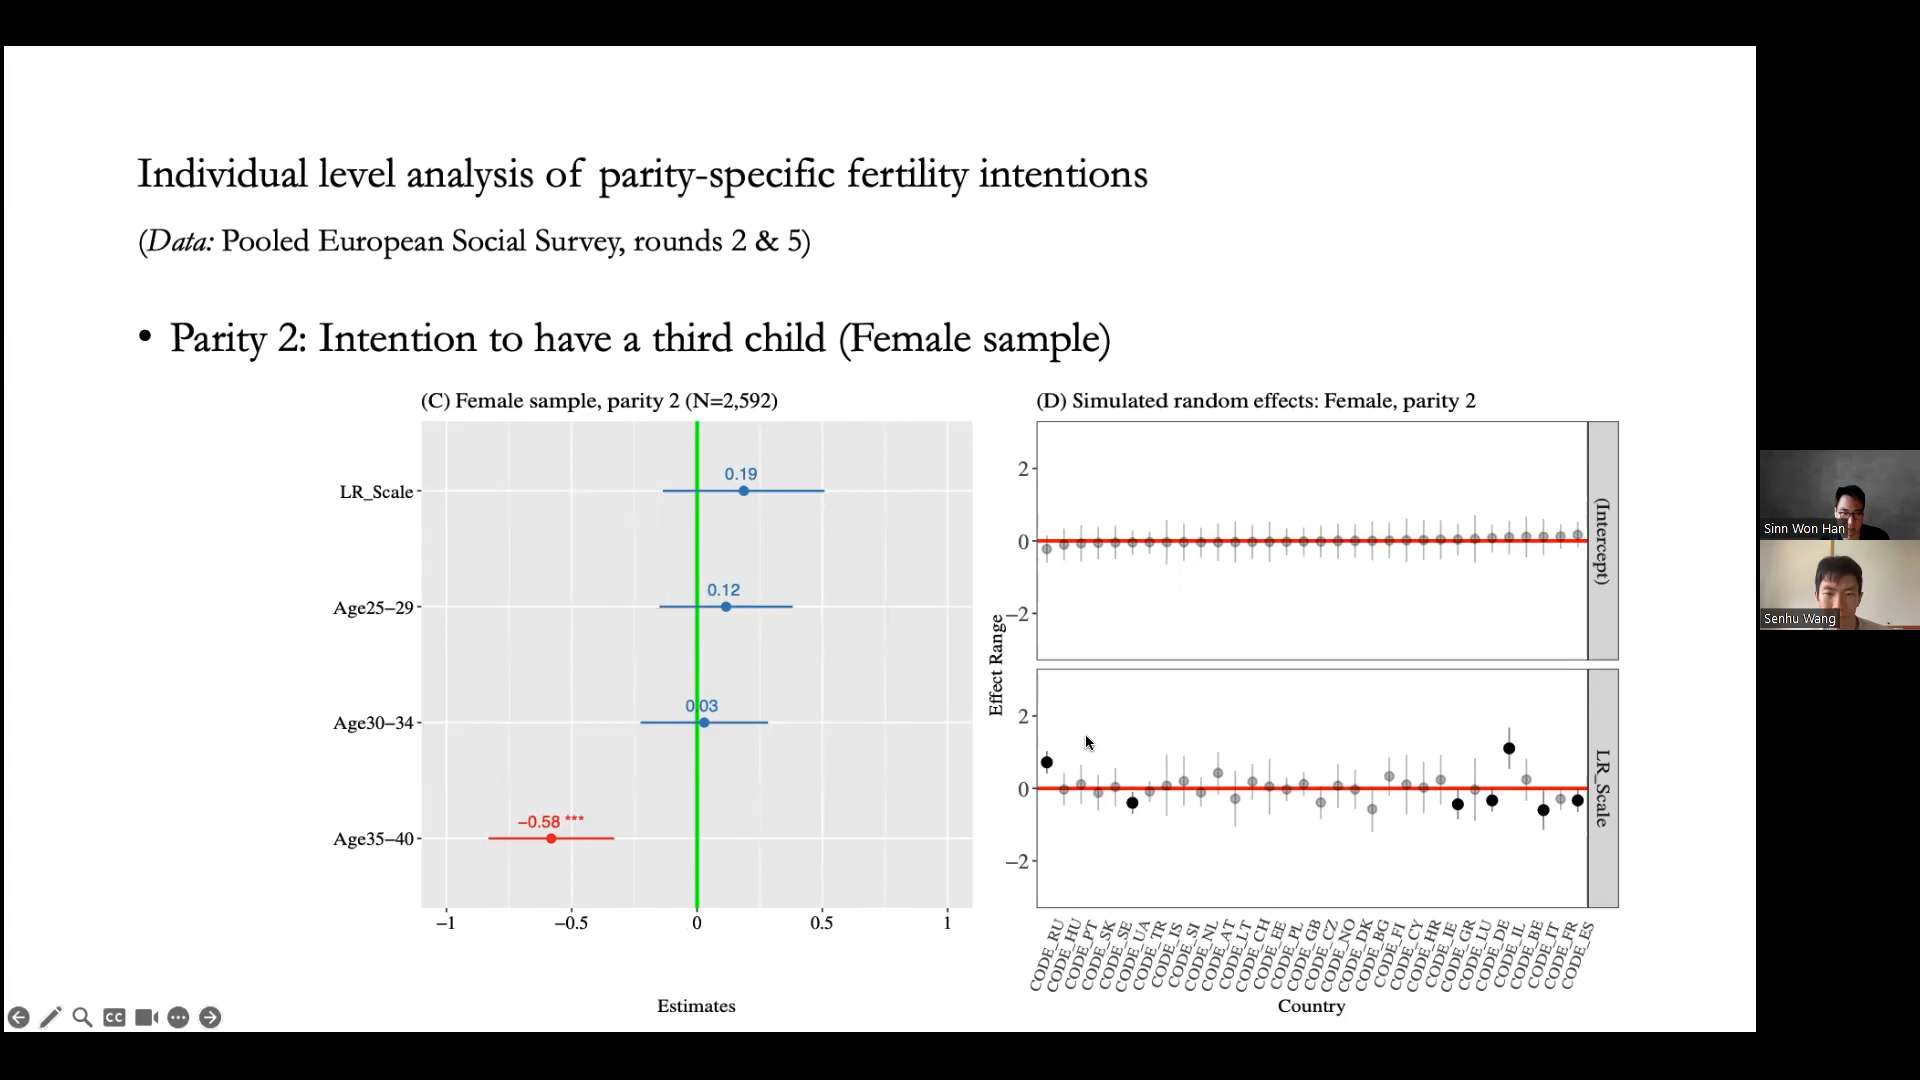 Individual level analysis of parity-specific fertility intentions
(Data: Pooled European Social Survey, rounds 2 & 5)
• Parity 2: Intention to have a third child (Female sample)
(C) Female sample, parity 2 (N=2,592)
LR_Scale
Age25–29
Age30–34
Age35–40
0.19
0.12
0.03
−0.58 ***
−1
−0.5
0
0.5
1
Estimates
(D) Simulated random effects: Female, parity 2
2
0
−2
(Intercept)
Effect Range
2
0
−2
LR_Scale
CODE_RU
CODE_HU
CODE_PT
CODE_SK
CODE_SE
CODE_UA
CODE_TR
CODE_IS
CODE_SI
CODE_NL
CODE_AT
CODE_LT
CODE_CH
CODE_EE
CODE_PL
CODE_GB
CODE_CZ
CODE_NO
CODE_DK
CODE_BG
CODE_FI
CODE_CY
CODE_HR
CODE_IE
CODE_GR
CODE_LU
CODE_DE
CODE_IL
CODE_BE
CODE_IT
CODE_FR
CODE_ES
Country
Sinn Won Han
Senhu Wang
CC